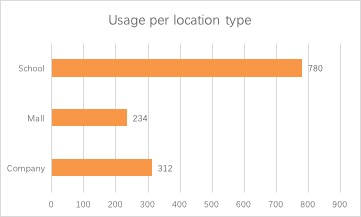 Usage per location type
School 780
Mall 234
Company 312
0 100 200 300 400 500 600 700 800 900